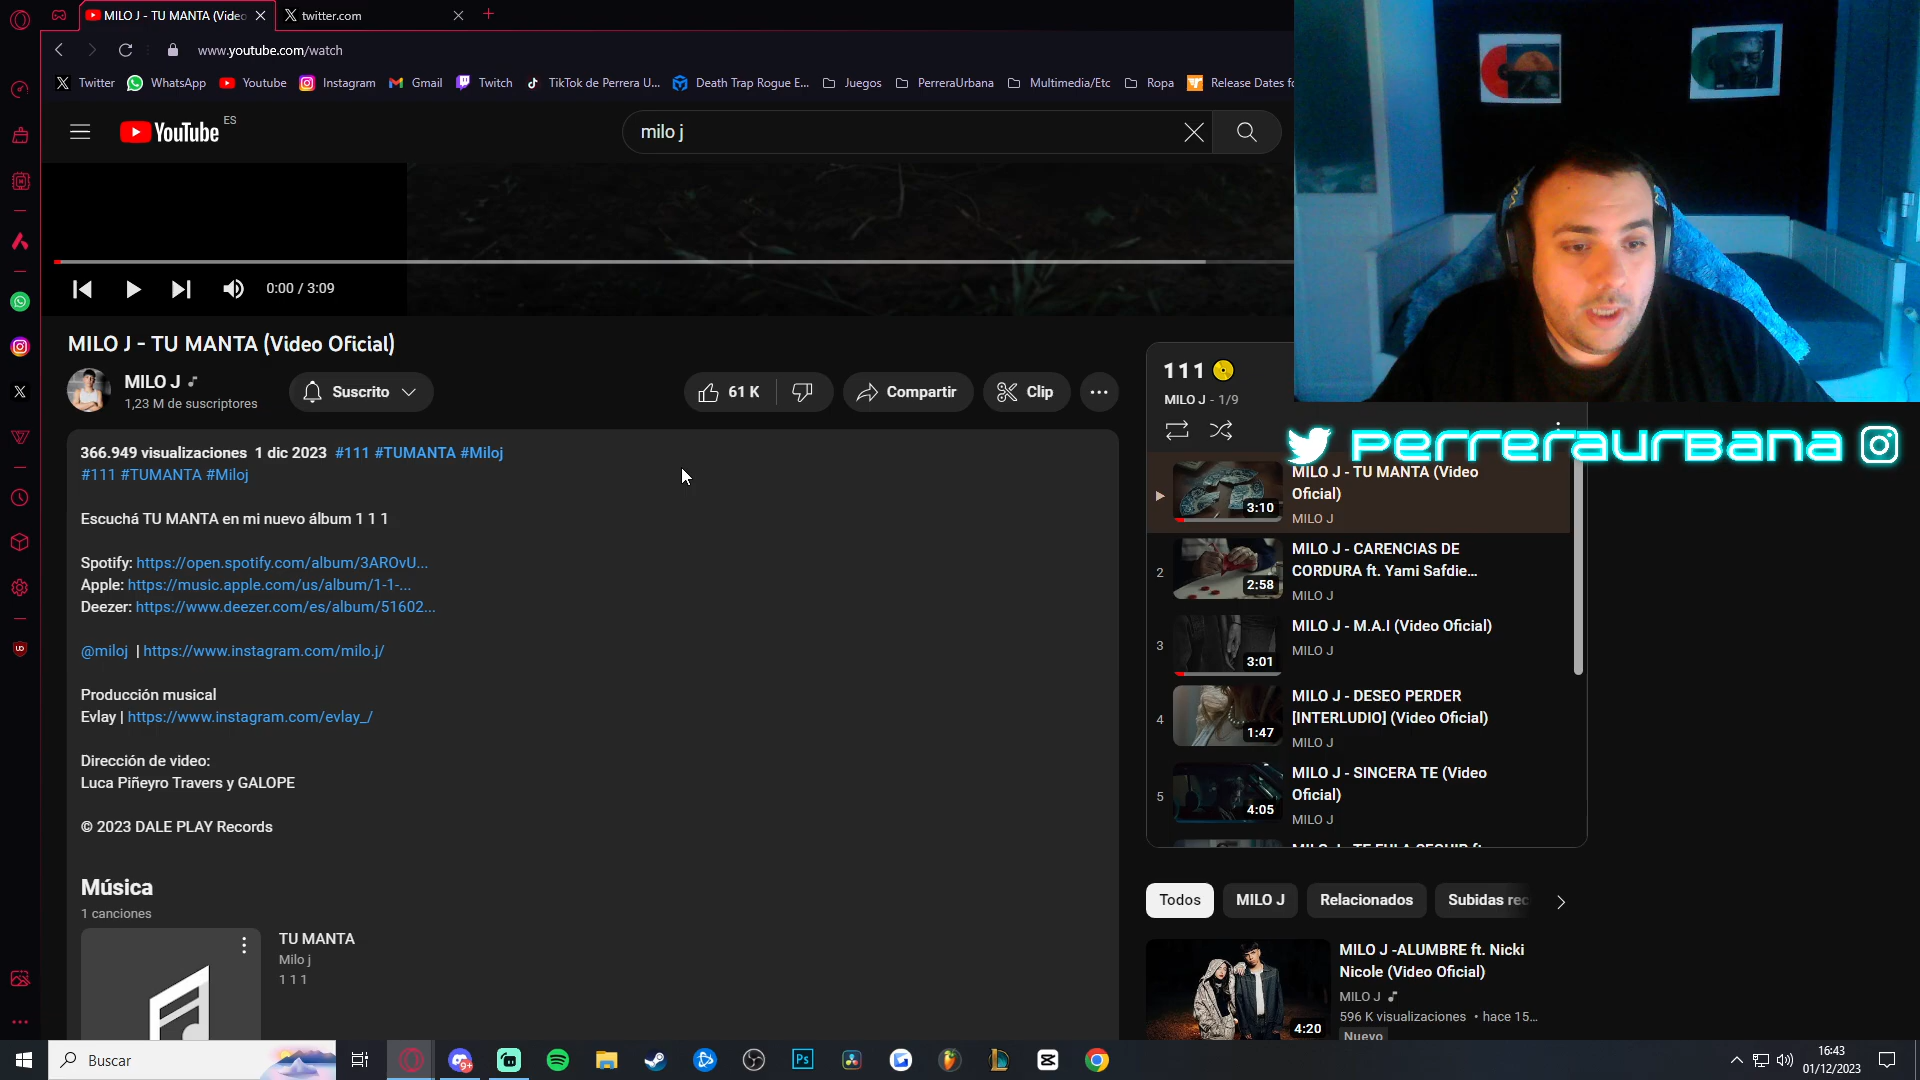 MILO J - TU MANTA (Video
twitter.com
www.youtube.com/watch
Twitter
WhatsApp
Youtube
Instagram
Gmail
Twitch
TikTok de Perrera U...
Death Trap Rogue E...
Juegos
PerreraUrbana
Multimedia/Etc
Ropa
Release Dates fo
YouTube ES
milo j
0:00 / 3:09
MILO J - TU MANTA (Video Oficial)
MILO J
1,23 M de suscriptores
Suscrito
61 K
Compartir
Clip
366.949 visualizaciones 1 dic 2023 #111 #TUMANTA #Miloj
#111 #TUMANTA #Miloj
Escuchá TU MANTA en mi nuevo álbum 1 1 1
Spotify: https://open.spotify.com/album/3AROvU...
Apple: https://music.apple.com/us/album/1-1-...
Deezer: https://www.deezer.com/es/album/51602...
@miloj | https://www.instagram.com/milo.j/
Producción musical
Evlay | https://www.instagram.com/evlay_/
Dirección de video:
Luca Piñeyro Travers y GALOPE
© 2023 DALE PLAY Records
Música
1 canciones
TU MANTA
Milo j
1 1 1
111
MILO J - 1/9
perreraurbana
3:10
MILO J - TU MANTA (Video
Oficial)
MILO J
2
2:58
MILO J - CARENCIAS DE
CORDURA ft. Yami Safdie...
MILO J
3
3:01
MILO J - M.A.I (Video Oficial)
MILO J
4
1:47
MILO J - DESEO PERDER
[INTERLUDIO] (Video Oficial)
MILO J
5
4:05
MILO J - SINCERA TE (Video
Oficial)
MILO J
Todos
MILO J
Relacionados
Subidas rec
4:20
MILO J -ALUMBRE ft. Nicki
Nicole (Video Oficial)
MILO J
596 K visualizaciones • hace 15...
Nuevo
Buscar
9+
Ps
16:43
01/12/2023